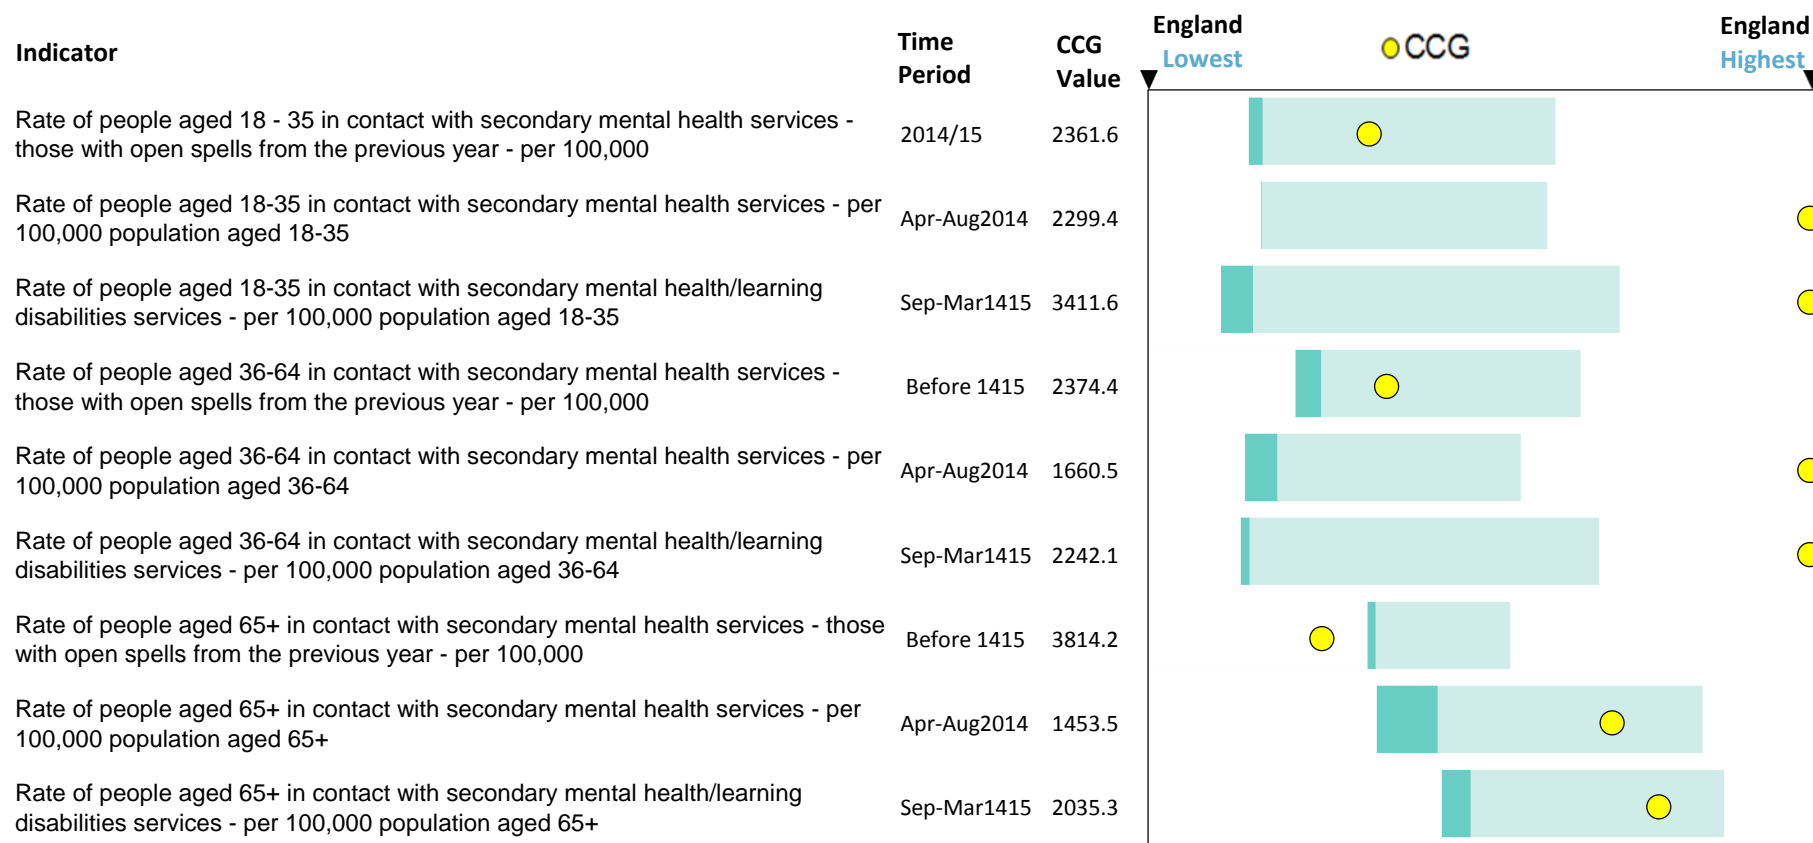 Indicator
Time Period
CCG Value
England Lowest
CCG
England Highest
Rate of people aged 18 - 35 in contact with secondary mental health services -
those with open spells from the previous year - per 100,000
2014/15
2361.6
Rate of people aged 18-35 in contact with secondary mental health services - per
100,000 population aged 18-35
Apr-Aug2014
2299.4
Rate of people aged 18-35 in contact with secondary mental health/learning
disabilities services - per 100,000 population aged 18-35
Sep-Mar1415
3411.6
Rate of people aged 36-64 in contact with secondary mental health services -
those with open spells from the previous year - per 100,000
Before 1415
2374.4
Rate of people aged 36-64 in contact with secondary mental health services - per
100,000 population aged 36-64
Apr-Aug2014
1660.5
Rate of people aged 36-64 in contact with secondary mental health/learning
disabilities services - per 100,000 population aged 36-64
Sep-Mar1415
2242.1
Rate of people aged 65+ in contact with secondary mental health services - those
with open spells from the previous year - per 100,000
Before 1415
3814.2
Rate of people aged 65+ in contact with secondary mental health services - per
100,000 population aged 65+
Apr-Aug2014
1453.5
Rate of people aged 65+ in contact with secondary mental health/learning
disabilities services - per 100,000 population aged 65+
Sep-Mar1415
2035.3